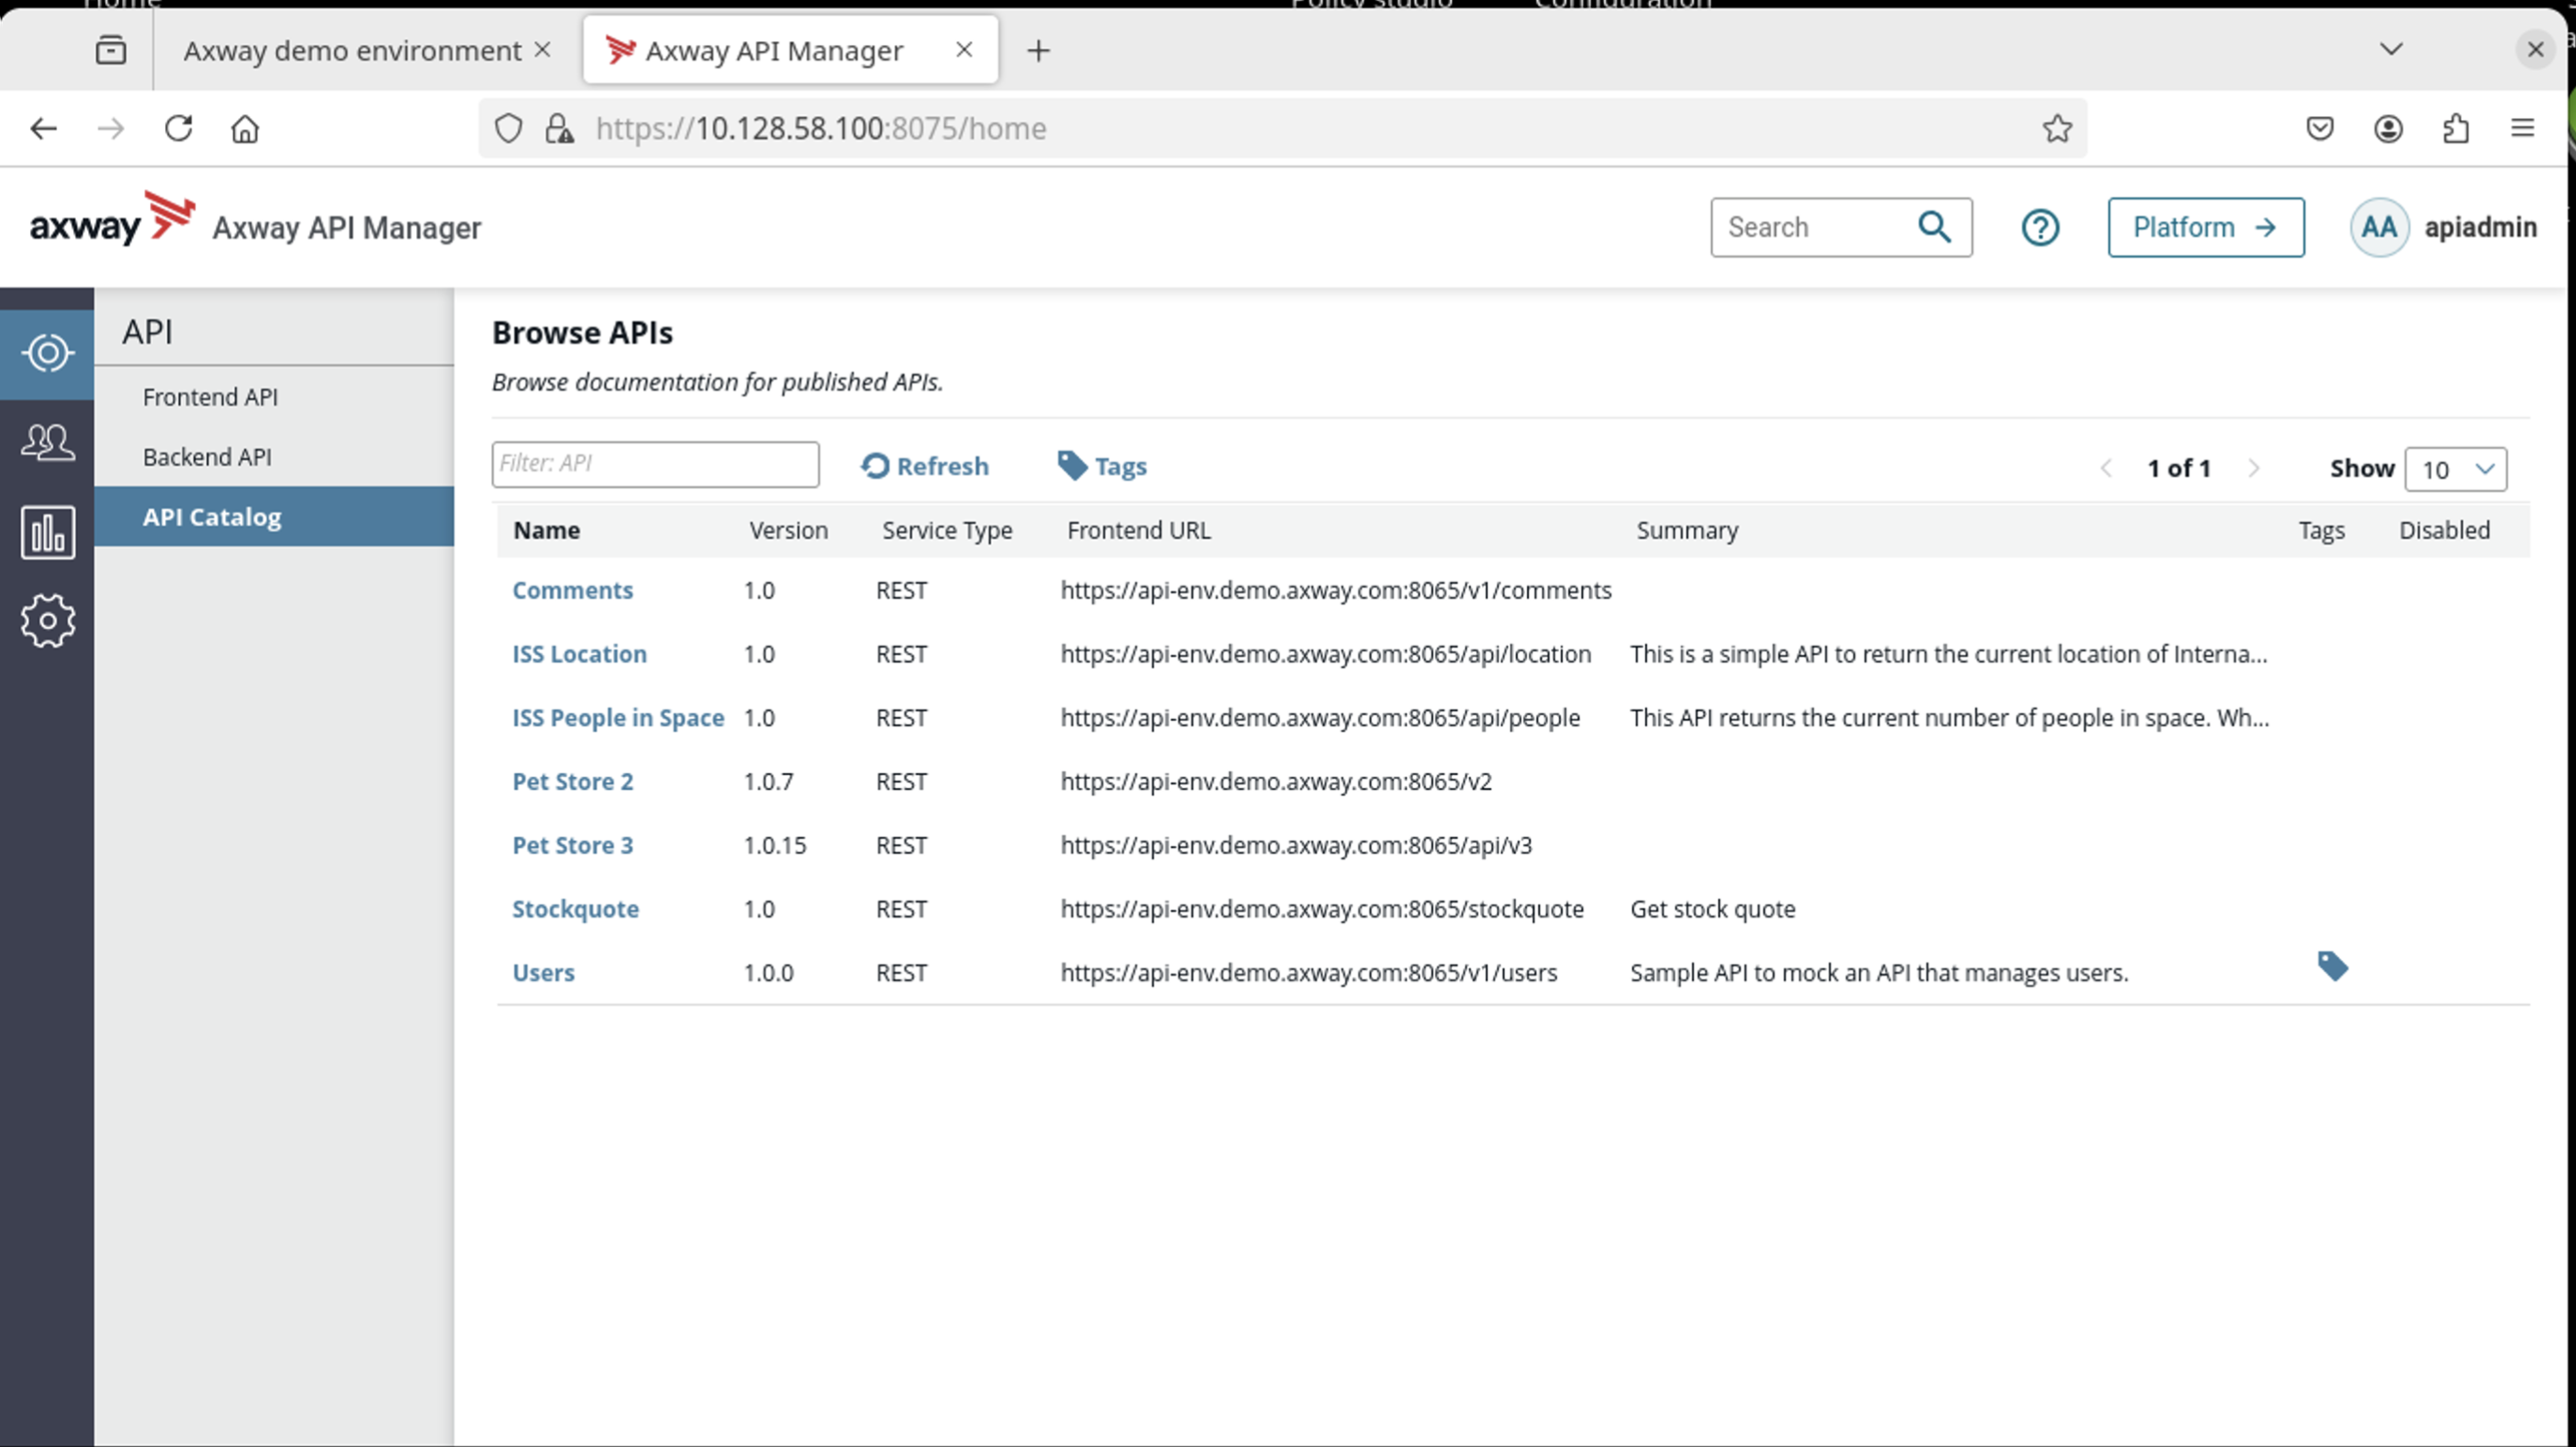 Home Policy studio Configuration
Axway demo environment Axway API Manager
https://10.128.58.100:8075/home
axway Axway API Manager Search Platform AA apiadmin
API
Frontend API
Backend API
API Catalog
Browse APIs
Browse documentation for published APIs.
Filter: API Refresh Tags 1 of 1 Show 10
Name Version Service Type Frontend URL Summary Tags Disabled
Comments 1.0 REST https://api-env.demo.axway.com:8065/v1/comments
ISS Location 1.0 REST https://api-env.demo.axway.com:8065/api/location This is a simple API to return the current location of Interna...
ISS People in Space 1.0 REST https://api-env.demo.axway.com:8065/api/people This API returns the current number of people in space. Wh...
Pet Store 2 1.0.7 REST https://api-env.demo.axway.com:8065/v2
Pet Store 3 1.0.15 REST https://api-env.demo.axway.com:8065/api/v3
Stockquote 1.0 REST https://api-env.demo.axway.com:8065/stockquote Get stock quote
Users 1.0.0 REST https://api-env.demo.axway.com:8065/v1/users Sample API to mock an API that manages users.